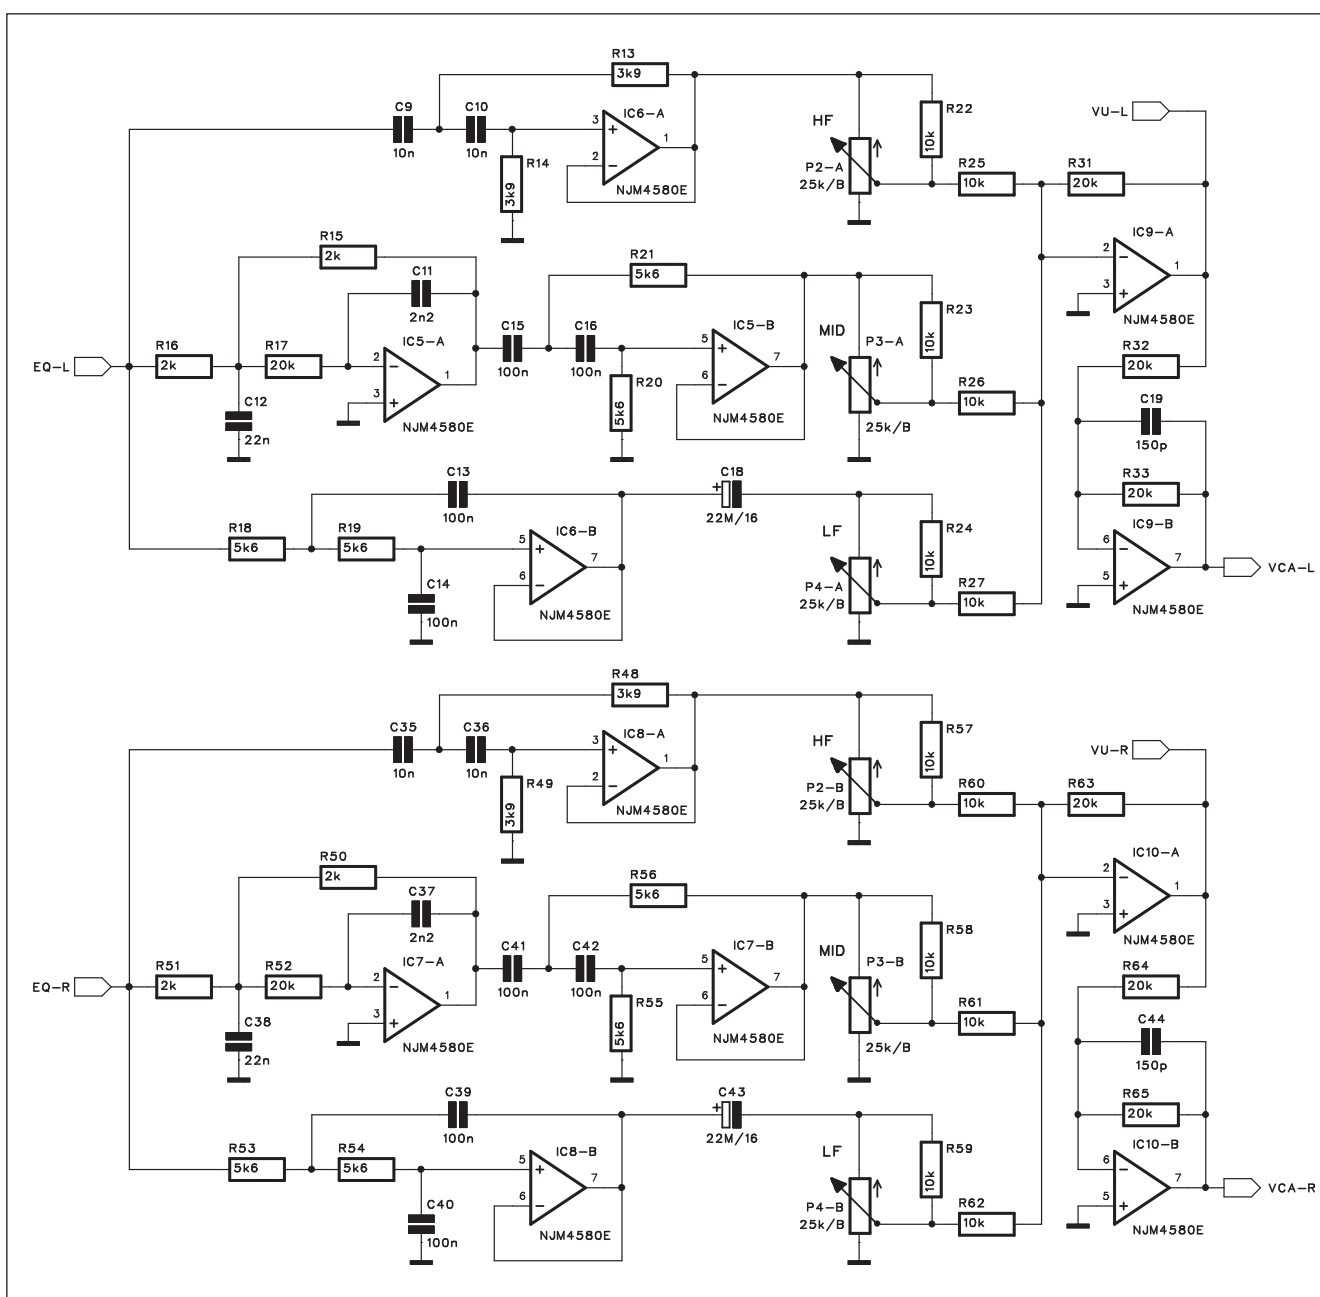 R13
3k9
C9
C10
IC6-A
R22
VU-L
10n
10n
3
2
1
R14
3k9
NJM4580E
HF
10k
P2-A
25k/B
R25
10k
R31
20k
R15
2k
C11
2n2
R21
5k6
IC9-A
2
3
1
NJM4580E
R16
2k
R17
20k
IC5-A
2
3
1
NJM4580E
C15
100n
C16
100n
IC5-B
5
6
7
NJM4580E
MID
P3-A
25k/B
R23
10k
EQ-L
C12
22n
R20
5k6
R26
10k
R32
20k
C19
150p
C13
100n
C18
+
22M/16
R33
20k
R18
5k6
R19
5k6
IC6-B
5
6
7
NJM4580E
LF
P4-A
25k/B
R24
10k
IC9-B
6
5
7
NJM4580E
VCA-L
C14
100n
R27
10k
R48
3k9
C35
10n
C36
10n
IC8-A
3
2
1
NJM4580E
R49
3k9
HF
P2-B
25k/B
R57
10k
VU-R
R60
10k
R63
20k
R50
2k
C37
2n2
R56
5k6
IC10-A
2
3
1
NJM4580E
R51
2k
R52
20k
IC7-A
2
3
1
NJM4580E
C41
100n
C42
100n
IC7-B
5
6
7
NJM4580E
MID
P3-B
25k/B
R58
10k
EQ-R
C38
22n
R55
5k6
R61
10k
R64
20k
C44
150p
C39
100n
C43
+
22M/16
R65
20k
R53
5k6
R54
5k6
IC8-B
5
6
7
NJM4580E
LF
P4-B
25k/B
R59
10k
IC10-B
6
5
7
NJM4580E
VCA-R
C40
100n
R62
10k